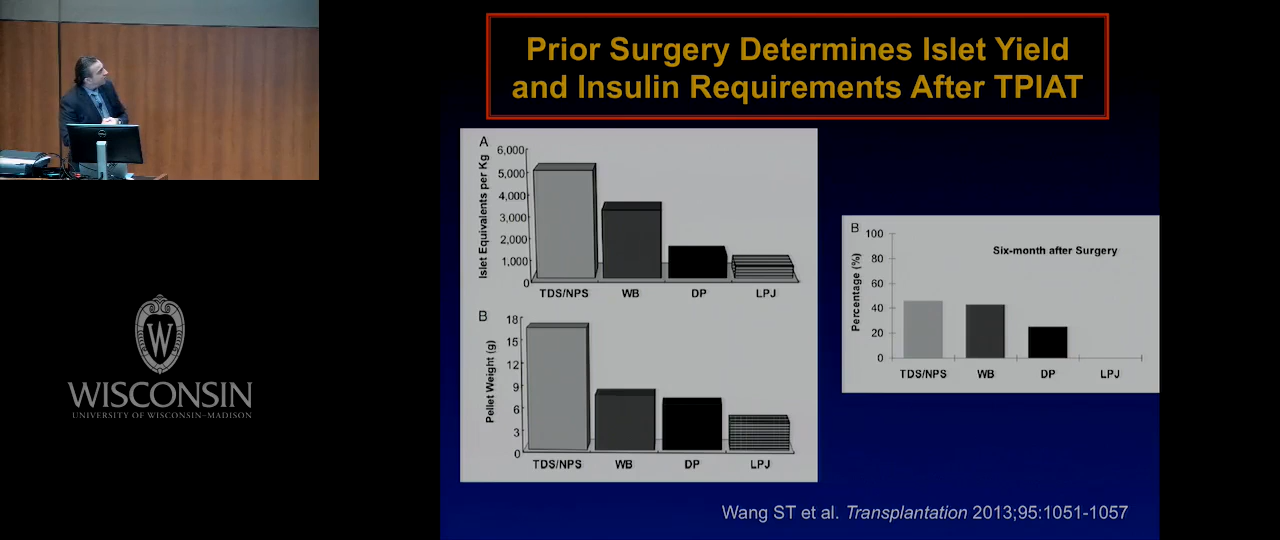 Prior Surgery Determines Islet Yield
and Insulin Requirements After TPIAT
A
Islet Equivalents per Kg
6,000
5,000
4,000
3,000
2,000
1,000
0
TDS/NPS WB DP LPJ
B
Pellet Weight (g)
18
15
12
9
6
3
0
TDS/NPS WB DP LPJ
B
Percentage (%)
100
80
60
40
20
0
Six-month after Surgery
TDS/NPS WB DP LPJ
Wang ST et al. Transplantation 2013;95:1051-1057
W
WISCONSIN
UNIVERSITY OF WISCONSIN–MADISON